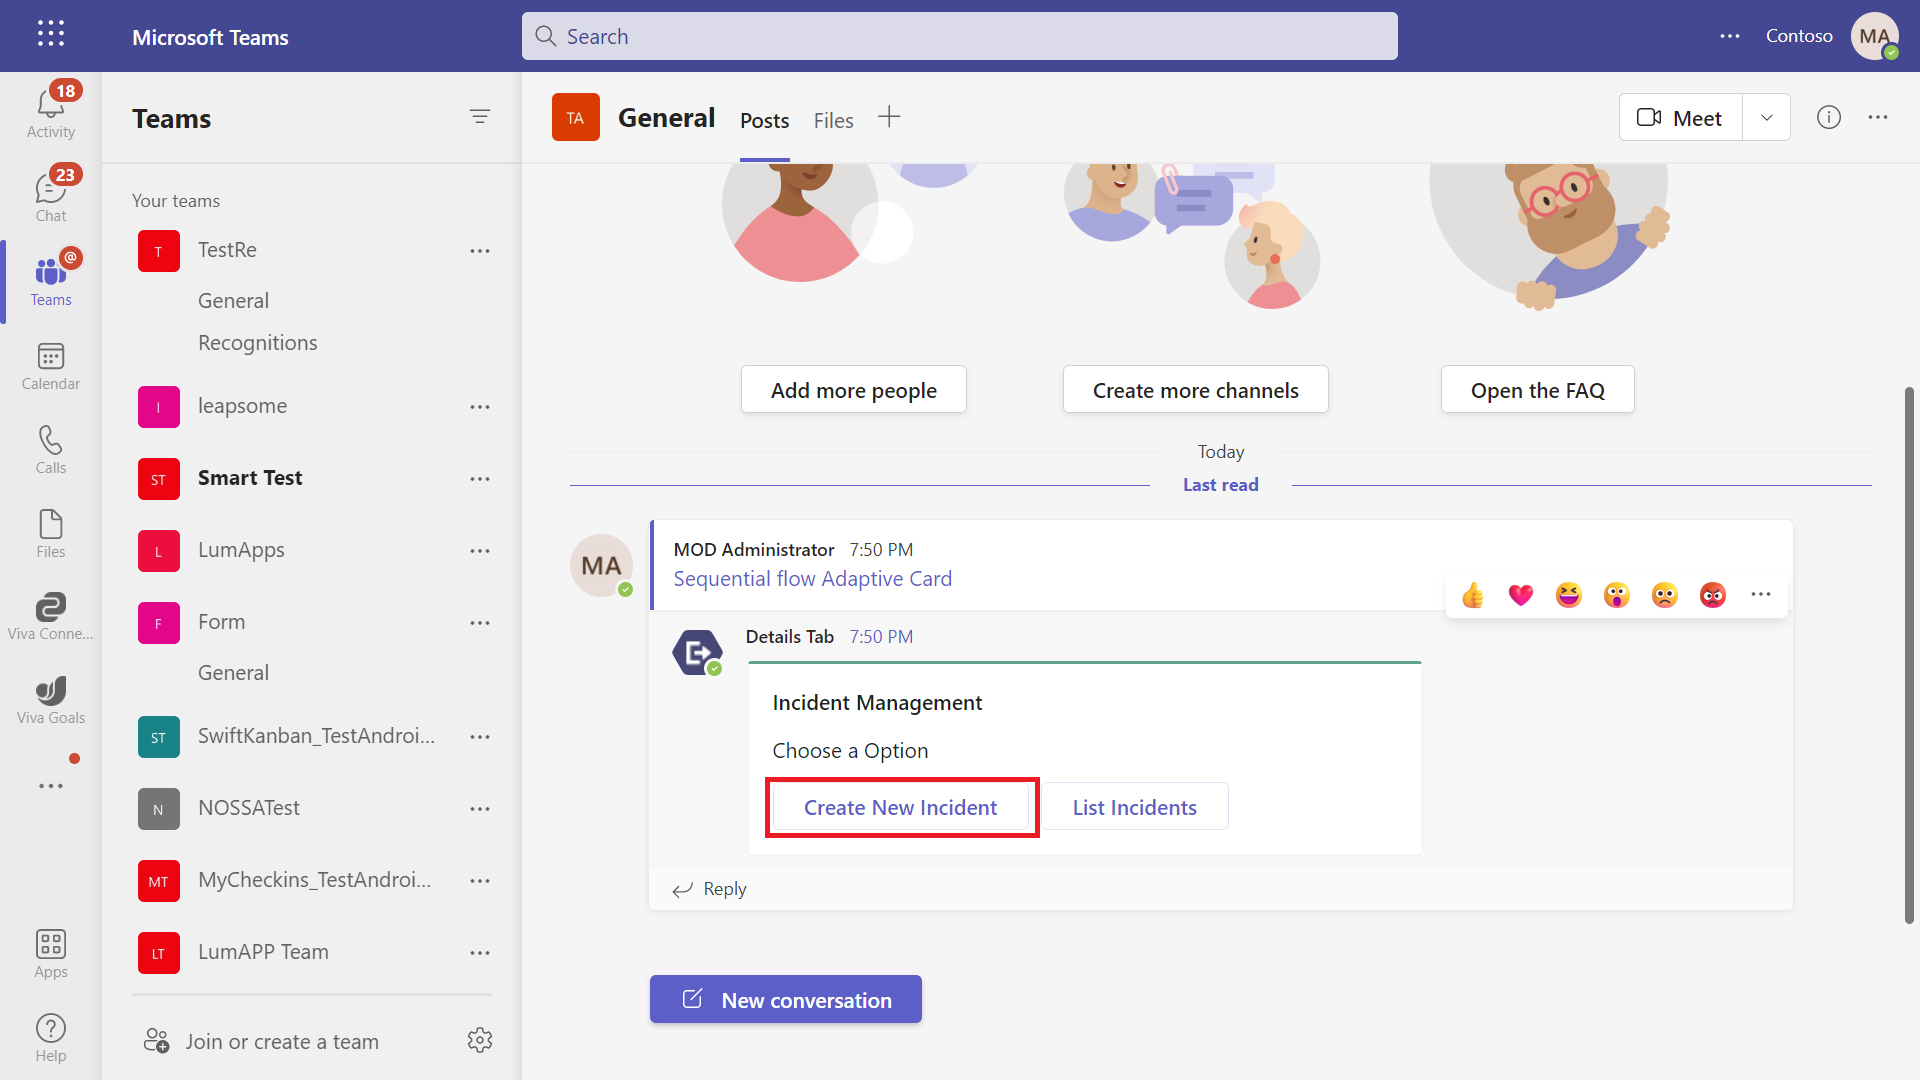 Microsoft Teams
Search
Contoso
MA
18
Activity
23
Chat
@
Teams
Calendar
Calls
Files
Viva Conne...
Viva Goals
Apps
Help
Teams
Your teams
T
TestRe
General
Recognitions
l
leapsome
ST
Smart Test
L
LumApps
F
Form
General
ST
SwiftKanban_TestAndroi...
N
NOSSATest
MT
MyCheckins_TestAndroi...
LT
LumAPP Team
Join or create a team
TA
General
Posts
Files
Meet
Add more people
Create more channels
Open the FAQ
Today
Last read
MA
MOD Administrator 7:50 PM
Sequential flow Adaptive Card
Details Tab 7:50 PM
Incident Management
Choose a Option
Create New Incident
List Incidents
Reply
New conversation